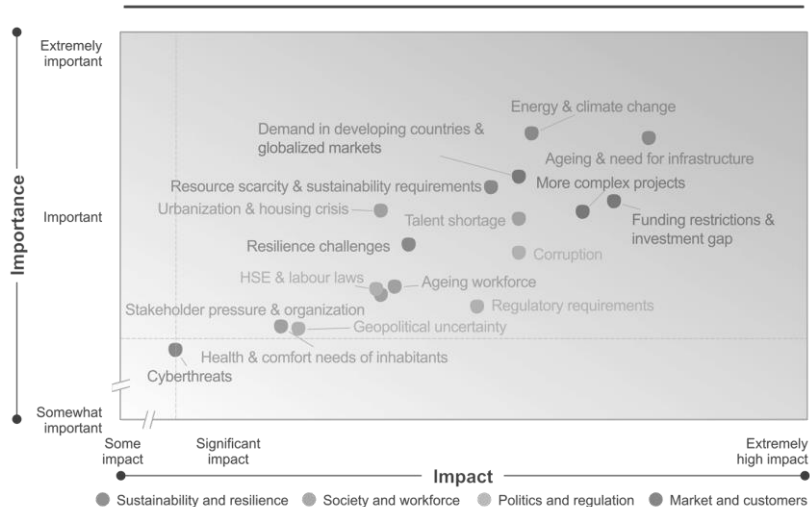 Extremely
important
Energy & climate change
Demand in developing countries &
globalized markets
Ageing & need for infrastructure
Resource scarcity & sustainability requirements
More complex projects
Urbanization & housing crisis
Important
Talent shortage
Funding restrictions &
investment gap
Resilience challenges
Corruption
Importance
HSE & labour laws
Ageing workforce
Stakeholder pressure & organization
Regulatory requirements
Geopolitical uncertainty
Health & comfort needs of inhabitants
Cyberthreats
Somewhat
important
Some
impact
Significant
impact
Extremely
high impact
Impact
Sustainability and resilience
Society and workforce
Politics and regulation
Market and customers